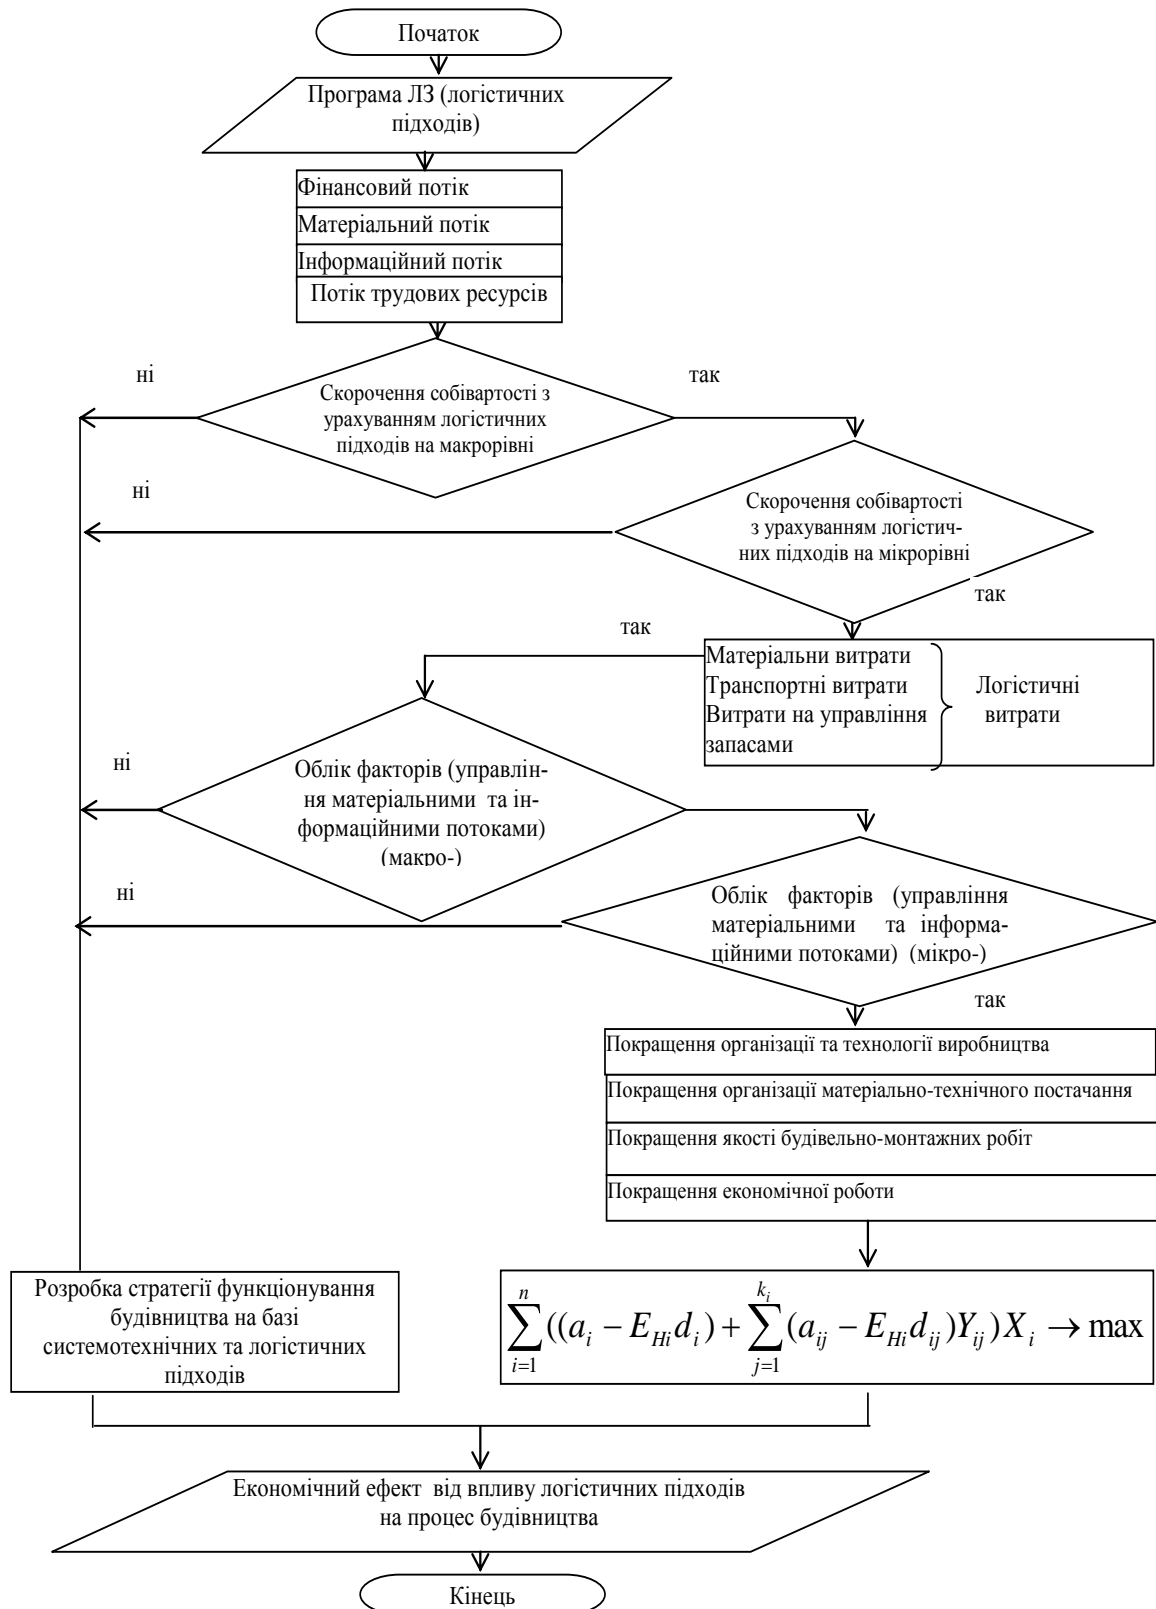 Початок
Програма ЛЗ (логістичних
підходів)
Фінансовий потік
Матеріальний потік
Інформаційний потік
Потік трудових ресурсів
ні
так
Скорочення собівартості з
урахуванням логістичних
підходів на макрорівні
ні
Скорочення собівартості
з урахуванням логістич-
них підходів на мікрорівні
так
так
Матеріальни витрати
Транспортні витрати
Витрати на управління
запасами
Логістичні
витрати
ні
Облік факторів (управлін-
ня матеріальними та ін-
формаційними потоками)
(макро-)
ні
Облік факторів (управління
матеріальними та інформа-
ційними потоками) (мікро-)
так
Покращення організації та технології виробництва
Покращення організації матеріально-технічного постачання
Покращення якості будівельно-монтажних робіт
Покращення економічної роботи
Розробка стратегії функціонування
будівництва на базі
системотехнічних та логістичних
підходів
\sum_{i=1}^{n}((a_i - E_{Hi}d_i) + \sum_{j=1}^{k_i}(a_{ij} - E_{Hi}d_{ij})Y_{ij})X_i → max
Економічний ефект від впливу логістичних підходів
на процес будівництва
Кінець